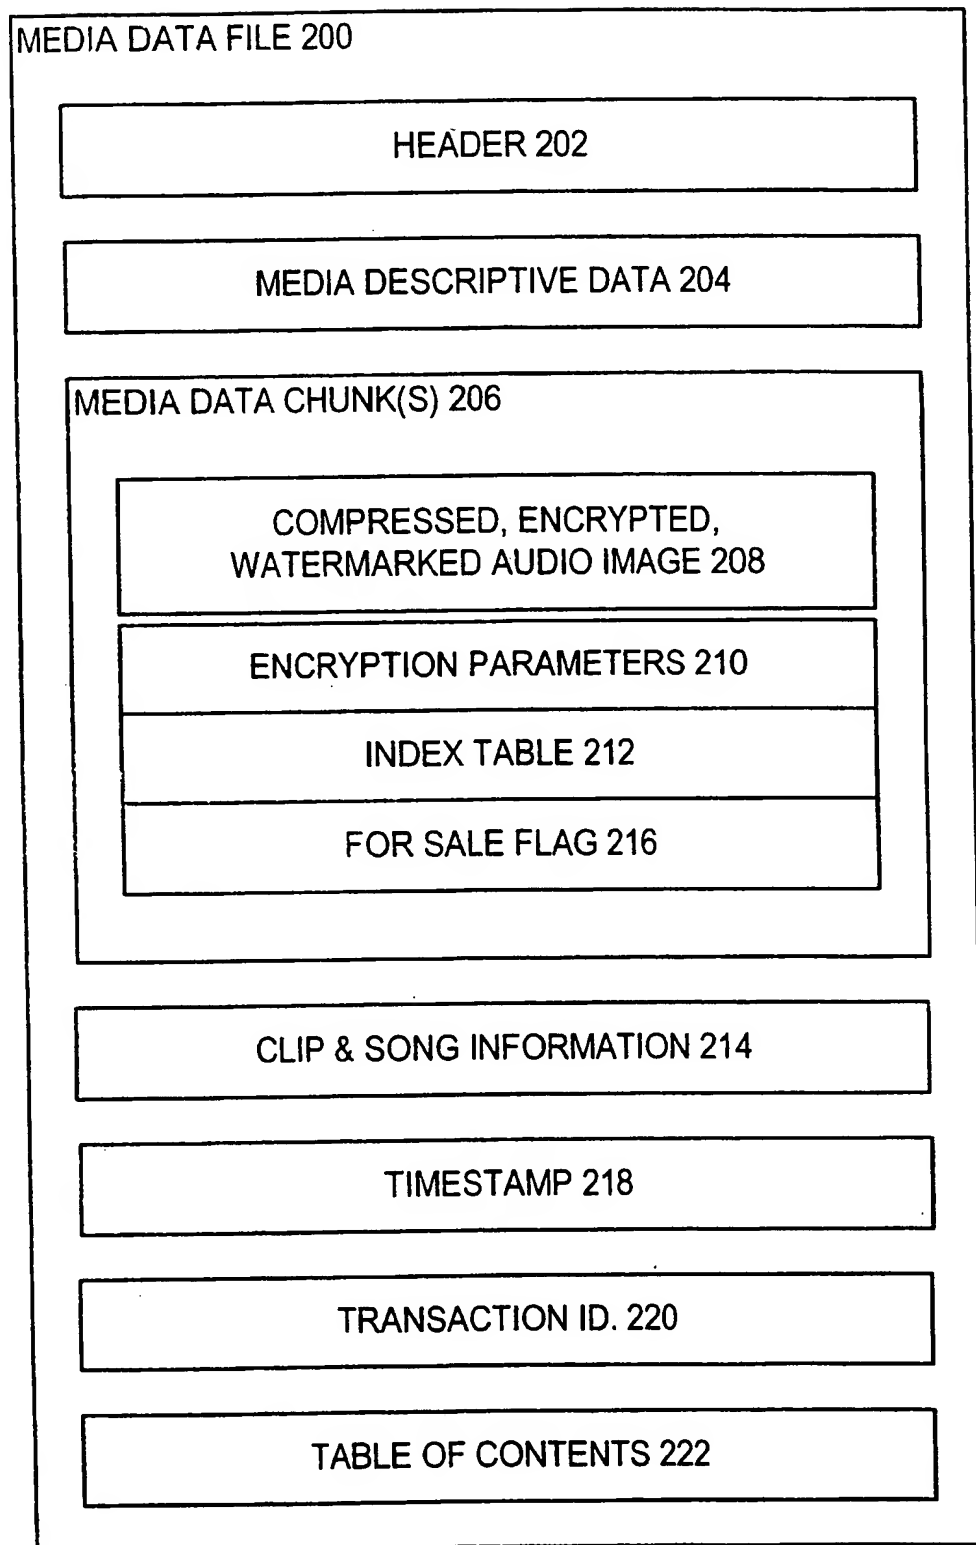 MEDIA DATA FILE 200
HEADER 202
MEDIA DESCRIPTIVE DATA 204
MEDIA DATA CHUNK(S) 206
COMPRESSED, ENCRYPTED,
WATERMARKED AUDIO IMAGE 208
ENCRYPTION PARAMETERS 210
INDEX TABLE 212
FOR SALE FLAG 216
CLIP & SONG INFORMATION 214
TIMESTAMP 218
TRANSACTION ID. 220
TABLE OF CONTENTS 222